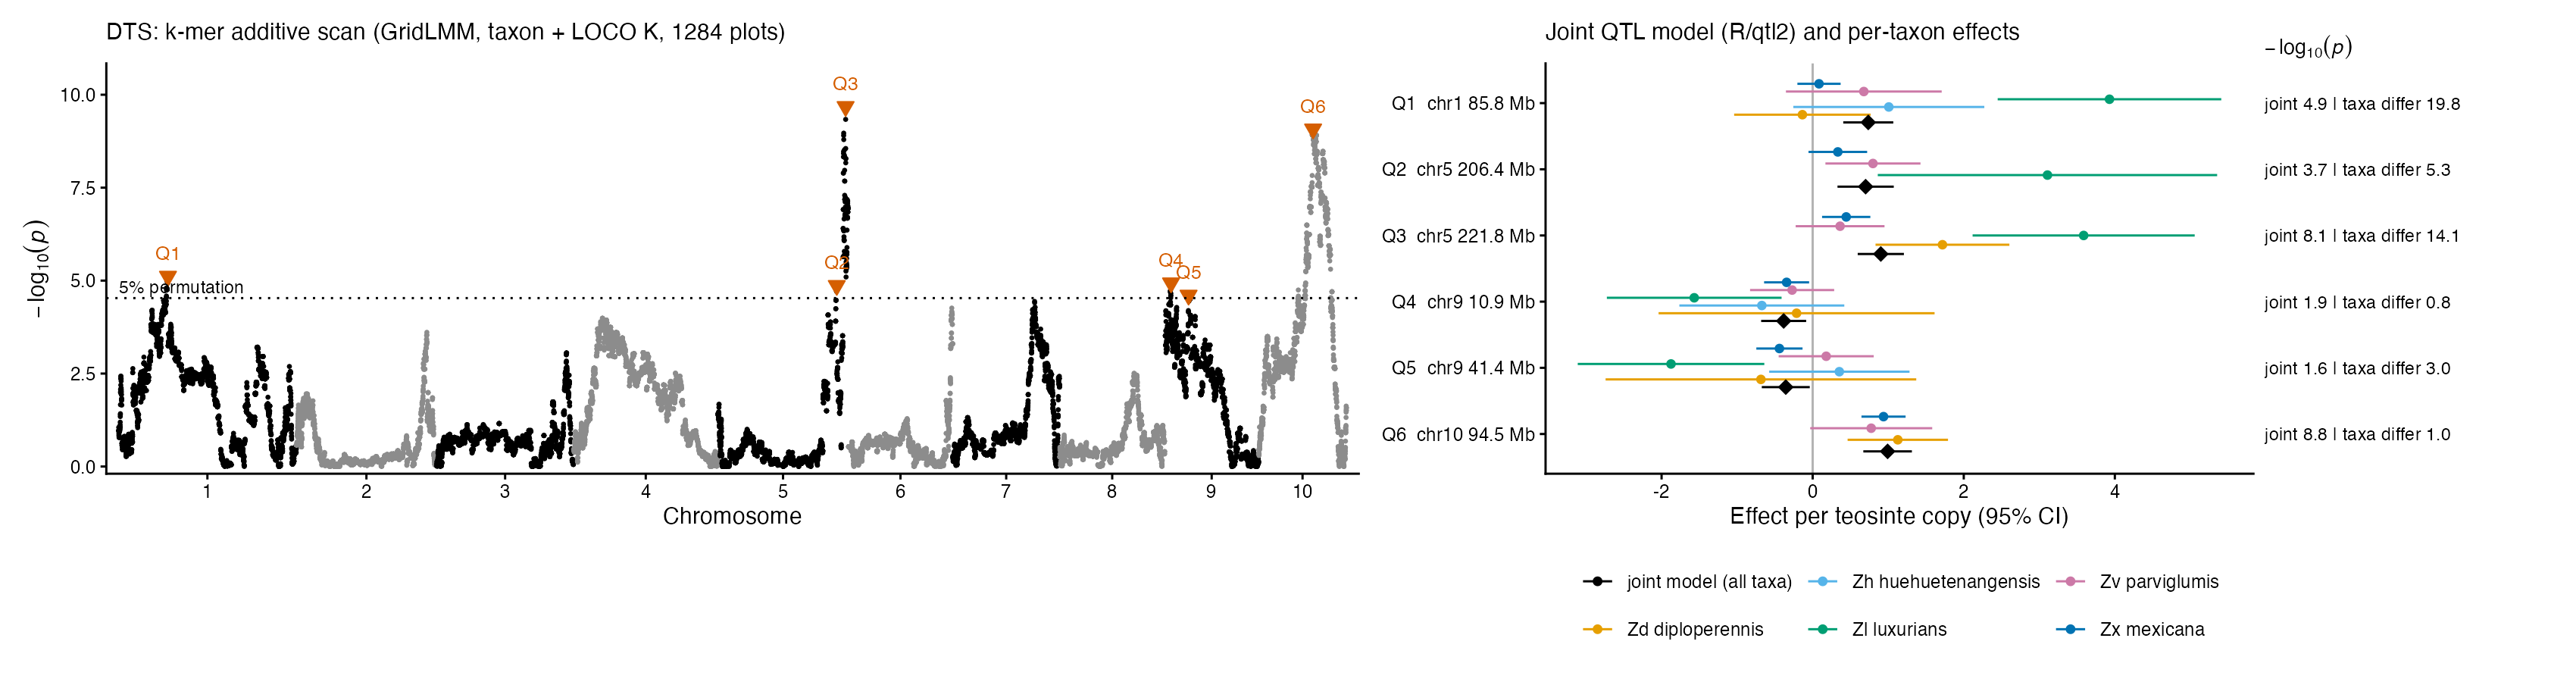 DTS: k-mer additive scan (GridLMM, taxon + LOCO K, 1284 plots)
−log10(p)
10.0
7.5
5.0
2.5
0.0
5% permutation
Q1
Q2
Q3
Q4
Q5
Q6
1 2 3 4 5 6 7 8 9 10
Chromosome
Joint QTL model (R/qtl2) and per-taxon effects
−log10(p)
Q1 chr1 85.8 Mb joint 4.9 | taxa differ 19.8
Q2 chr5 206.4 Mb joint 3.7 | taxa differ 5.3
Q3 chr5 221.8 Mb joint 8.1 | taxa differ 14.1
Q4 chr9 10.9 Mb joint 1.9 | taxa differ 0.8
Q5 chr9 41.4 Mb joint 1.6 | taxa differ 3.0
Q6 chr10 94.5 Mb joint 8.8 | taxa differ 1.0
-2 0 2 4
Effect per teosinte copy (95% CI)
joint model (all taxa) Zh huehuetenangensis Zv parviglumis
Zd diploperennis Zl luxurians Zx mexicana